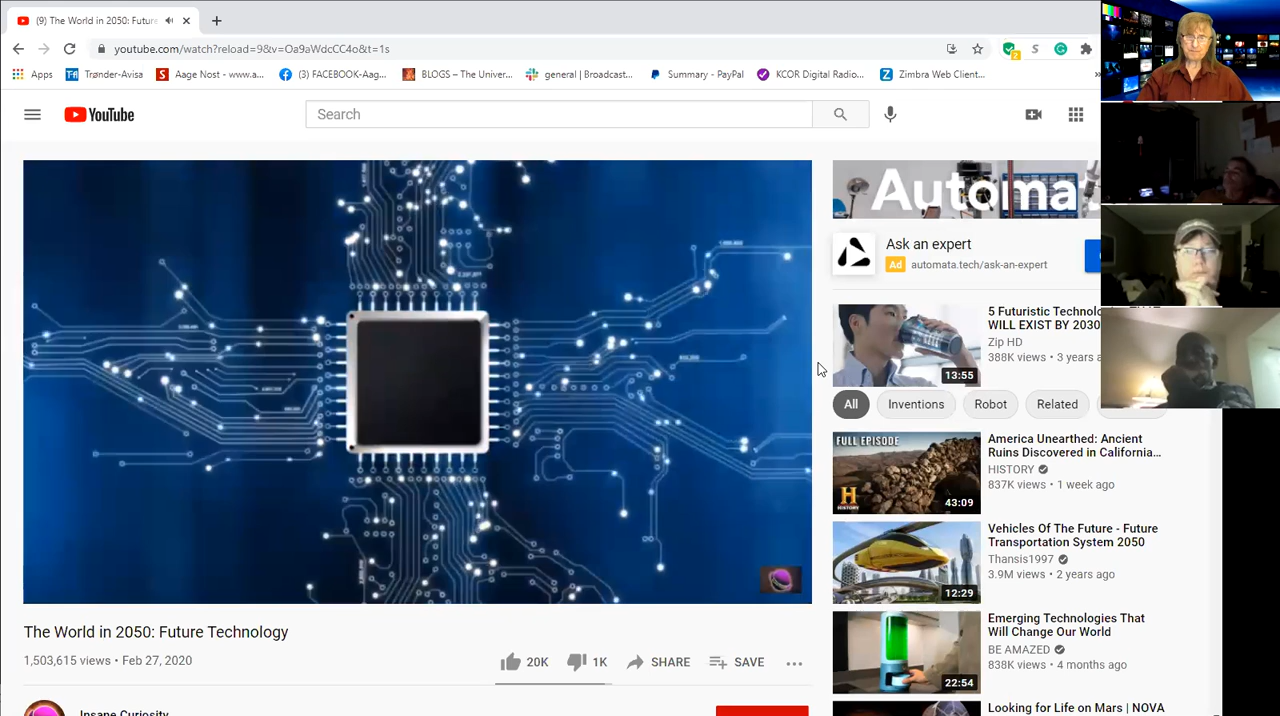 (9) The World in 2050: Future
youtube.com/watch?reload=9&v=Oa9aWdcCC4o&t=1s
2
Apps
Trønder-Avisa
Aage Nost - www.a...
(3) FACEBOOK-Aag...
BLOGS – The Univer...
General | Broadcast...
Summary - PayPal
KCOR Digital Radio...
Zimbra Web Client...
»
YouTube
Search
Automat
Ask an expert
Ad automata.tech/ask-an-expert
5 Futuristic
WILL EXIST BY 2030
Zip HD
388K views • 3 years
13:55
All
Inventions
Robot
Related
FULL EPISODE
H
HISTORY
43:09
America Unearthed: Ancient
Ruins Discovered in California...
HISTORY
837K views • 1 week ago
12:29
Vehicles Of The Future - Future
Transportation System 2050
Thansis1997
3.9M views • 2 years ago
22:54
Emerging Technologies That
Will Change Our World
BE AMAZED
838K views • 4 months ago
Looking for Life on Mars | NOVA
The World in 2050: Future Technology
1,503,615 views • Feb 27, 2020
20K
1K
SHARE
SAVE
Insane Curiosity